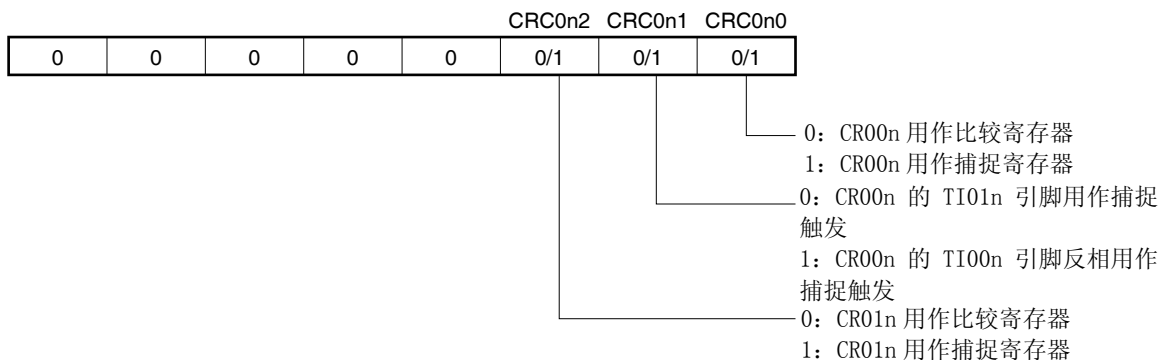 CRC0n2 CRC0n1 CRC0n0
0 0 0 0 0 0/1 0/1 0/1
0：CR00n 用作比较寄存器
1：CR00n 用作捕捉寄存器
0：CR00n 的 TI01n 引脚用作捕捉
触发
1：CR00n 的 TI00n 引脚反相用作
捕捉触发
0：CR01n 用作比较寄存器
1：CR01n 用作捕捉寄存器